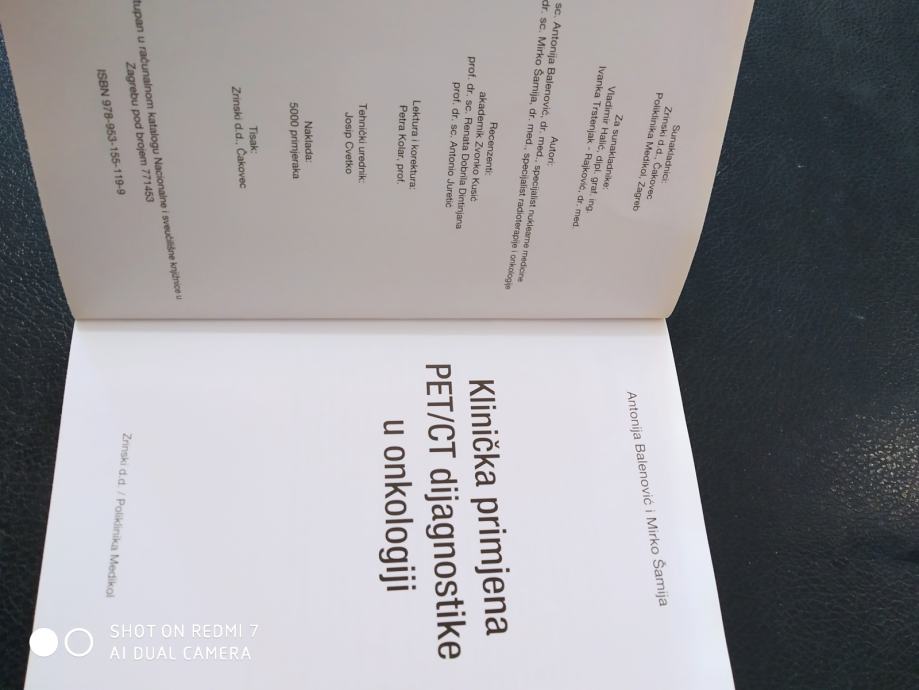 Sunakladnici:
Zrinski d.d., Čakovec
Poliklinika Medikol, Zagreb
Za sunakladnike:
Vladimir Halić, dipl. graf. ing.
Ivanka Trstenjak - Rajković, dr. med.
Autori:
sc. Antonija Balenović, dr. med., specijalist nuklearne medicine
dr. sc. Mirko Šamija, dr. med., specijalist radioterapije i onkologije
Recenzenti:
akademik Zvonko Kusić
prof. dr. sc. Renata Dobrila Dintinjana
prof. dr. sc. Antonio Juretić
Lektura i korektura:
Petra Kolar, prof.
Tehnički urednik:
Josip Cvetko
Naklada:
5000 primjeraka
Tisak:
Zrinski d.d., Čakovec
tupan u računalnom katalogu Nacionalne i sveučilišne knjižnice u
Zagrebu pod brojem 771453
ISBN 978-953-155-119-9
Antonija Balenović i Mirko Šamija
Klinička primjena
PET/CT dijagnostike
u onkologiji
Zrinski d.d. / Poliklinika Medikol
SHOT ON REDMI 7
AI DUAL CAMERA